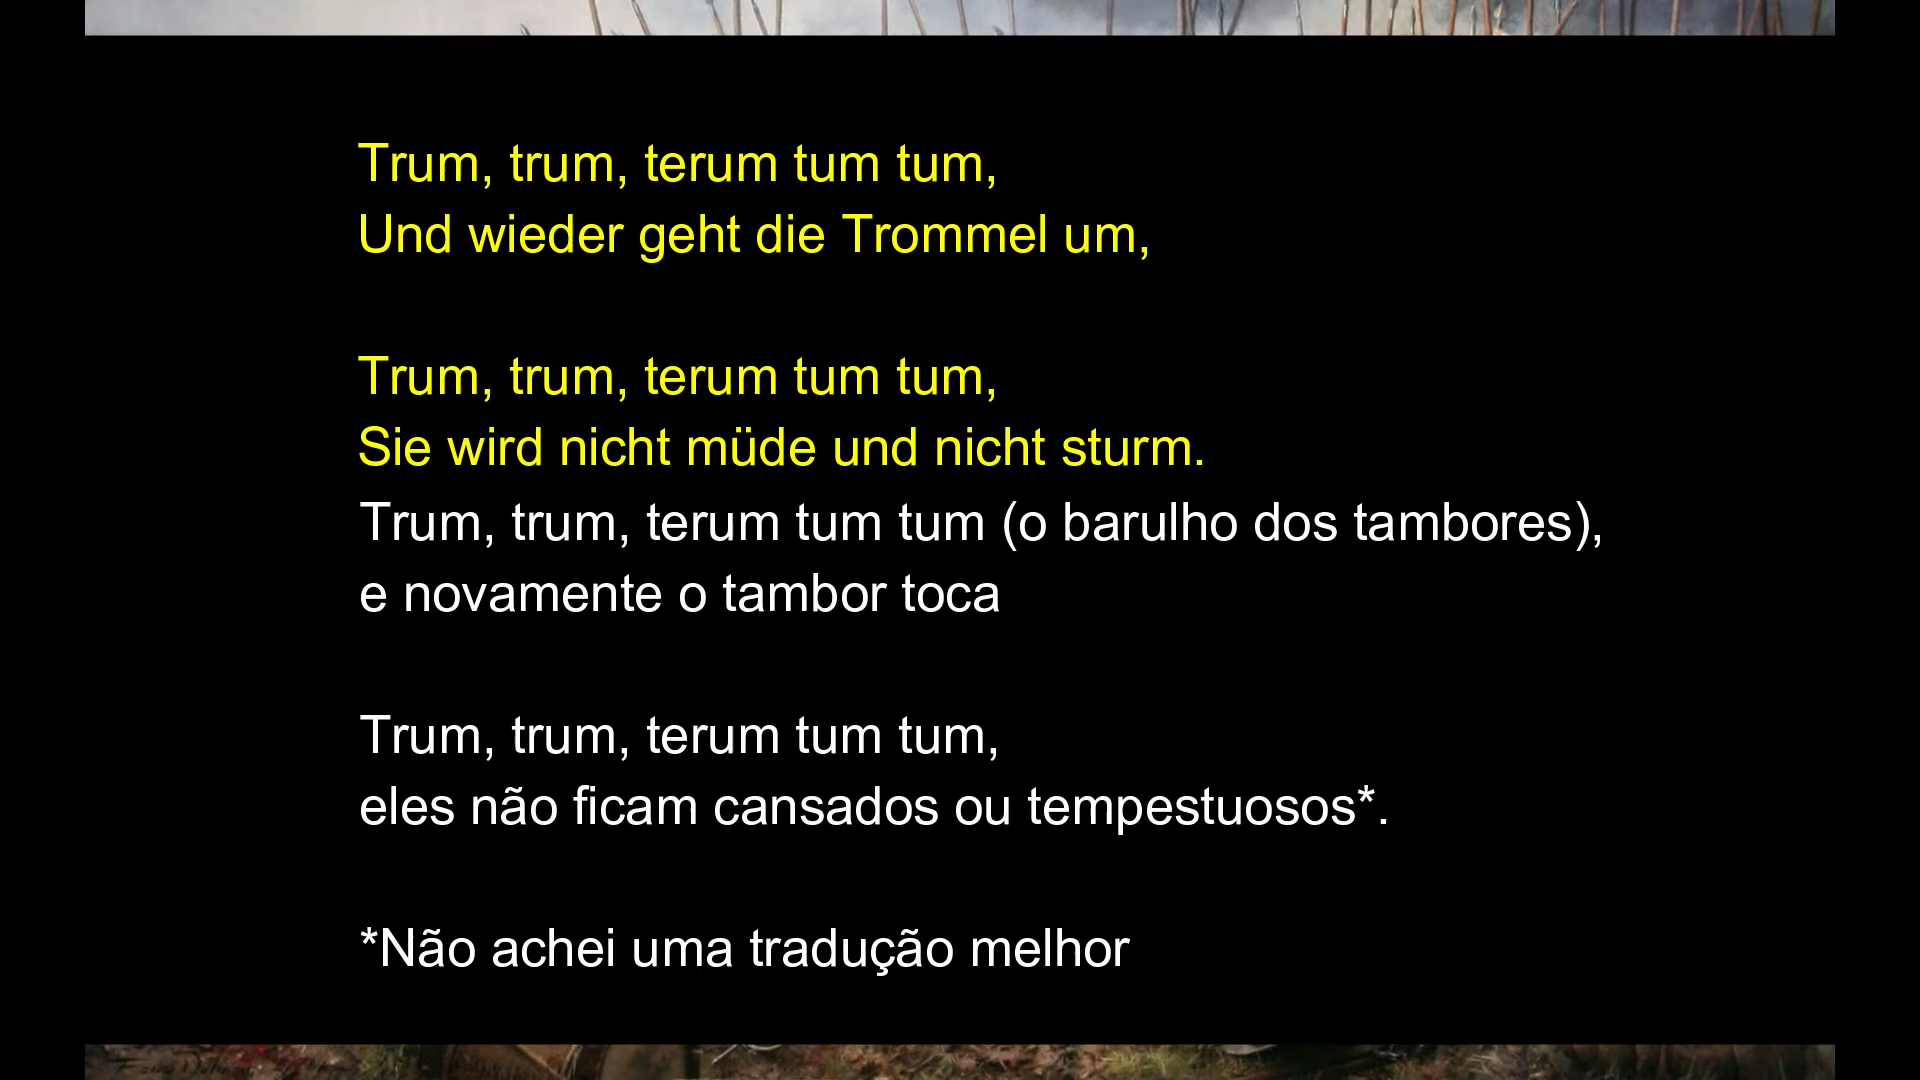 Trum, trum, terum tum tum,
Und wieder geht die Trommel um,
Trum, trum, terum tum tum,
Sie wird nicht müde und nicht sturm.
Trum, trum, terum tum tum (o barulho dos tambores),
e novamente o tambor toca
Trum, trum, terum tum tum,
eles não ficam cansados ou tempestuosos*.
*Não achei uma tradução melhor